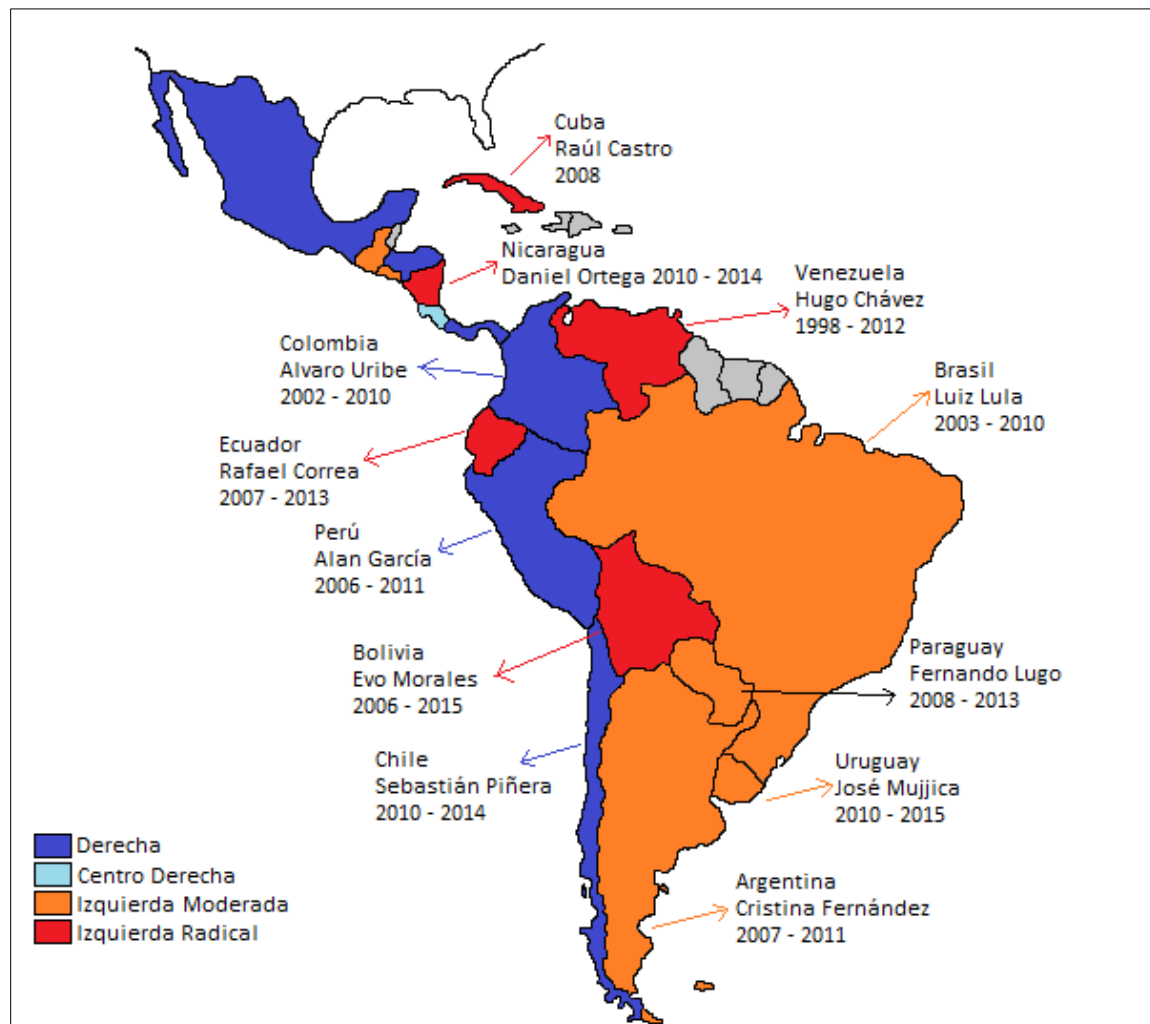 Cuba
Raúl Castro
2008
Nicaragua
Daniel Ortega 2010 - 2014
Venezuela
Hugo Chávez
1998 - 2012
Colombia
Alvaro Uribe
2002 - 2010
Brasil
Luiz Lula
2003 - 2010
Ecuador
Rafael Correa
2007 - 2013
Perú
Alan García
2006 - 2011
Bolivia
Evo Morales
2006 - 2015
Paraguay
Fernando Lugo
2008 - 2013
Chile
Sebastián Piñera
2010 - 2014
Uruguay
José Mujjica
2010 - 2015
Argentina
Cristina Fernández
2007 - 2011
Derecha
Centro Derecha
Izquierda Moderada
Izquierda Radical